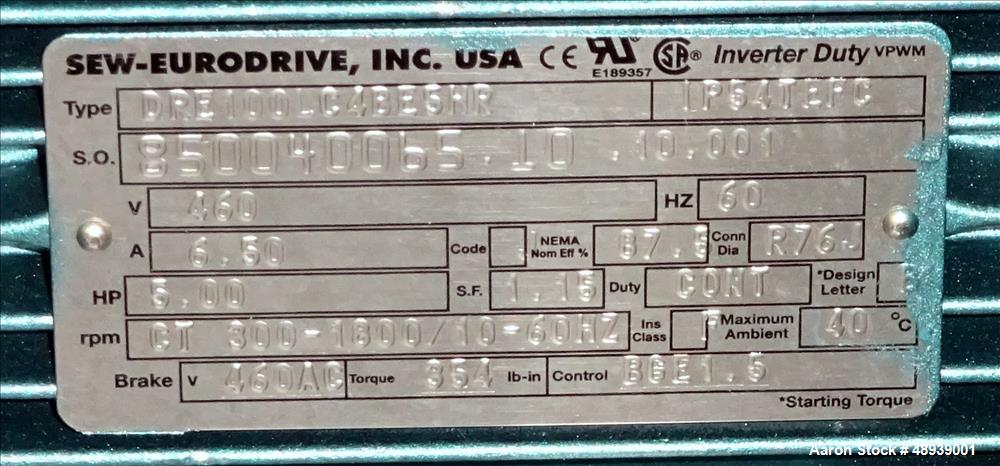 SEW-EURODRIVE, INC. USA CE UR E189357 SA® Inverter Duty VPWM
Type DRE100LC4BE5HR IP54TEFC
S.O. 850040065.10 .10.001
V 460 HZ 60
A 6.50 Code NEMA Nom Eff % 87.5 Conn Dia R76
HP 5.00 S.F. 1.15 Duty CONT *Design Letter
rpm CT 300-1800/10-60HZ Ins Class F Maximum Ambient 40 °C
Brake V 460AC Torque 354 lb-in Control BGE1.5
*Starting Torque
Aaron Stock # 48939001